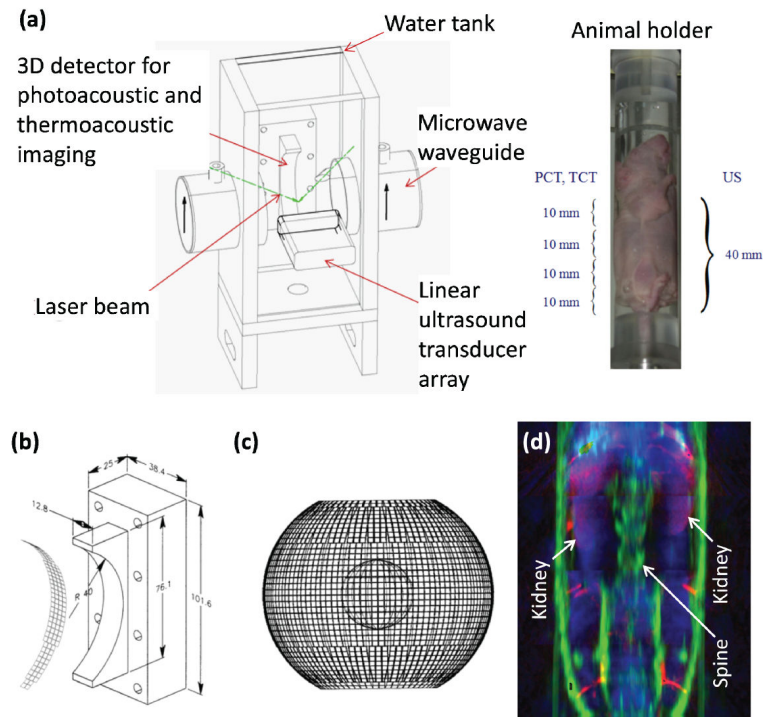 (a)
Water tank
3D detector for
photoacoustic and
thermoacoustic
imaging
Microwave
waveguide
Laser beam
Linear
ultrasound
transducer
array
Animal holder
PCT, TCT
US
10 mm
10 mm
10 mm
10 mm
40 mm
(b)
25
38.4
12.8
R 40
76.1
101.6
(c)
(d)
Kidney
Kidney
Spine